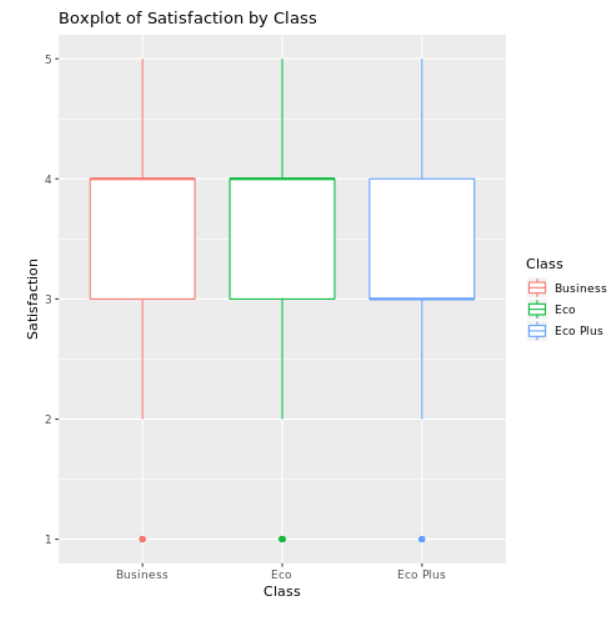 Boxplot of Satisfaction by Class
5
4
3
2
1
Satisfaction
Business
Eco
Eco Plus
Class
Class
Business
Eco
Eco Plus